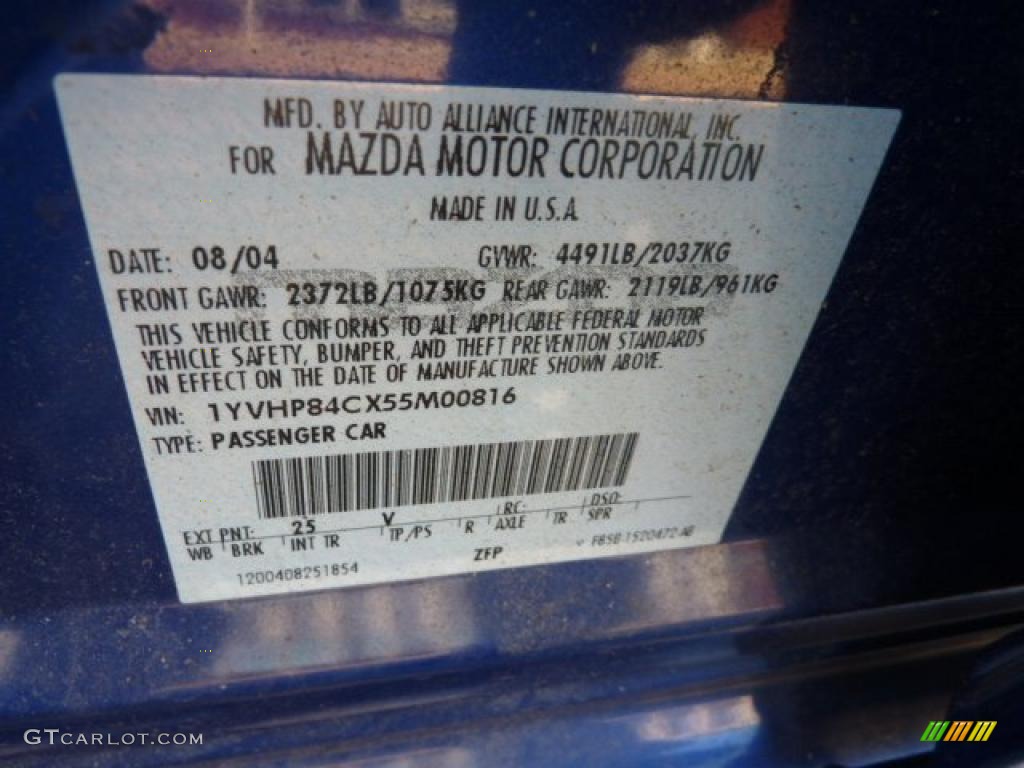 MFD. BY AUTO ALLIANCE INTERNATIONAL, INC.
FOR MAZDA MOTOR CORPORATION
MADE IN U.S.A.
DATE: 08/04 GVWR: 4491LB/2037KG
FRONT GAWR: 2372LB/1075KG REAR GAWR: 2119LB/961KG
THIS VEHICLE CONFORMS TO ALL APPLICABLE FEDERAL MOTOR
VEHICLE SAFETY, BUMPER, AND THEFT PREVENTION STANDARDS
IN EFFECT ON THE DATE OF MANUFACTURE SHOWN ABOVE.
VIN: 1YVHP84CX55M00816
TYPE: PASSENGER CAR
EXT PNT: 25 V RC: DSO:
WB BRK INT TR TP/PS R AXLE TR SPR
ZFP
1200408251854
GTCARLOT.COM